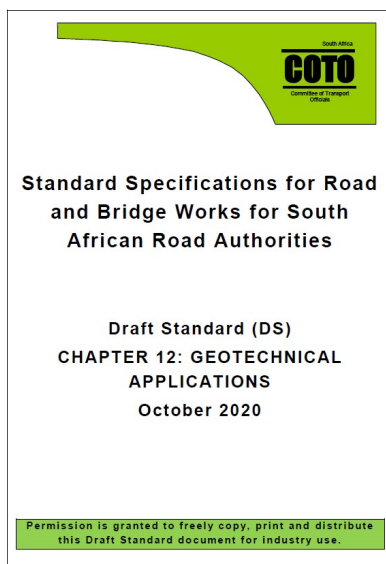 South Africa
COTO
Committee of Transport
Officials
Standard Specifications for Road
and Bridge Works for South
African Road Authorities
Draft Standard (DS)
CHAPTER 12: GEOTECHNICAL
APPLICATIONS
October 2020
Permission is granted to freely copy, print and distribute
this Draft Standard document for industry use.